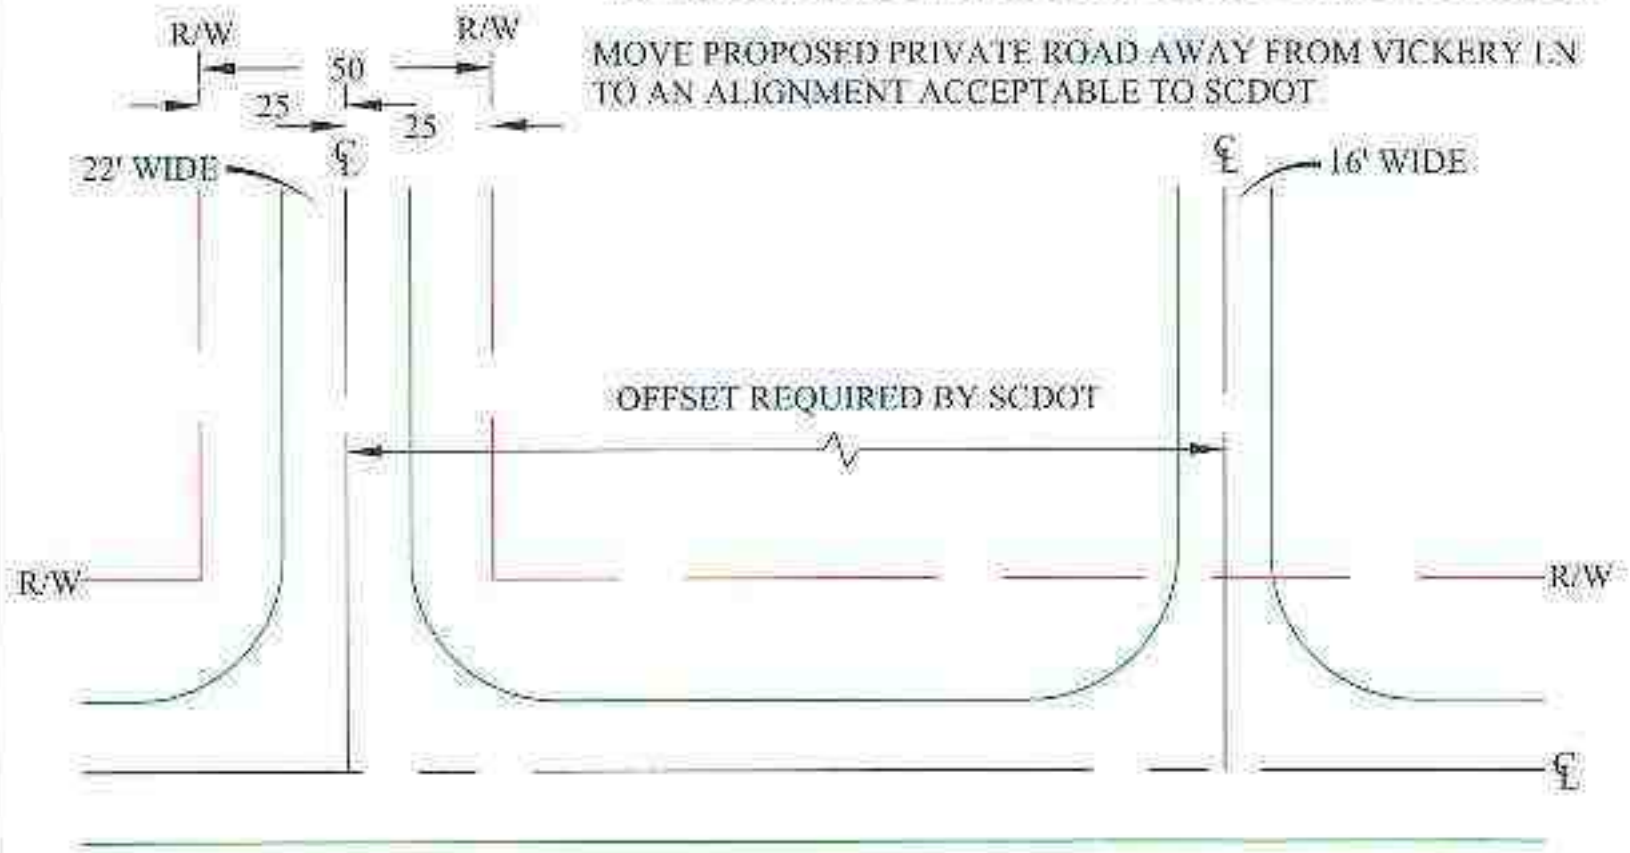 R/W
R/W
MOVE PROPOSED PRIVATE ROAD AWAY FROM VICKERY LN
TO AN ALIGNMENT ACCEPTABLE TO SCDOT
50
25
25
℄
℄
22' WIDE
16' WIDE
OFFSET REQUIRED BY SCDOT
R/W
R/W
℄